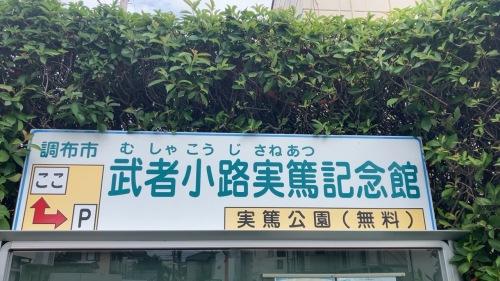 調布市
むしゃこうじ さねあつ
武者小路実篤記念館
ここ
P
実篤公園(無料)